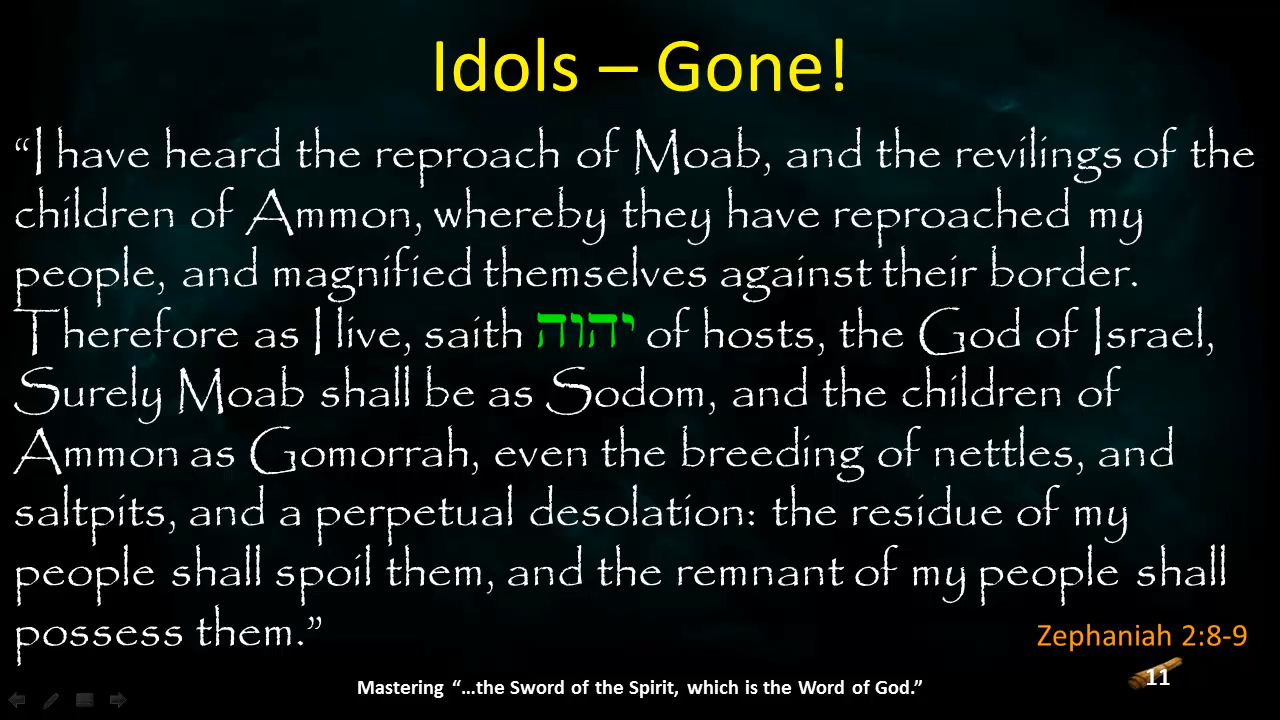 Idols – Gone!
“I have heard the reproach of Moab, and the revilings of the
children of Ammon, whereby they have reproached my
people, and magnified themselves against their border.
Therefore as I live, saith יהוה of hosts, the God of Israel,
Surely Moab shall be as Sodom, and the children of
Ammon as Gomorrah, even the breeding of nettles, and
saltpits, and a perpetual desolation: the residue of my
people shall spoil them, and the remnant of my people shall
possess them.”
Zephaniah 2:8-9
Mastering “…the Sword of the Spirit, which is the Word of God.”
11